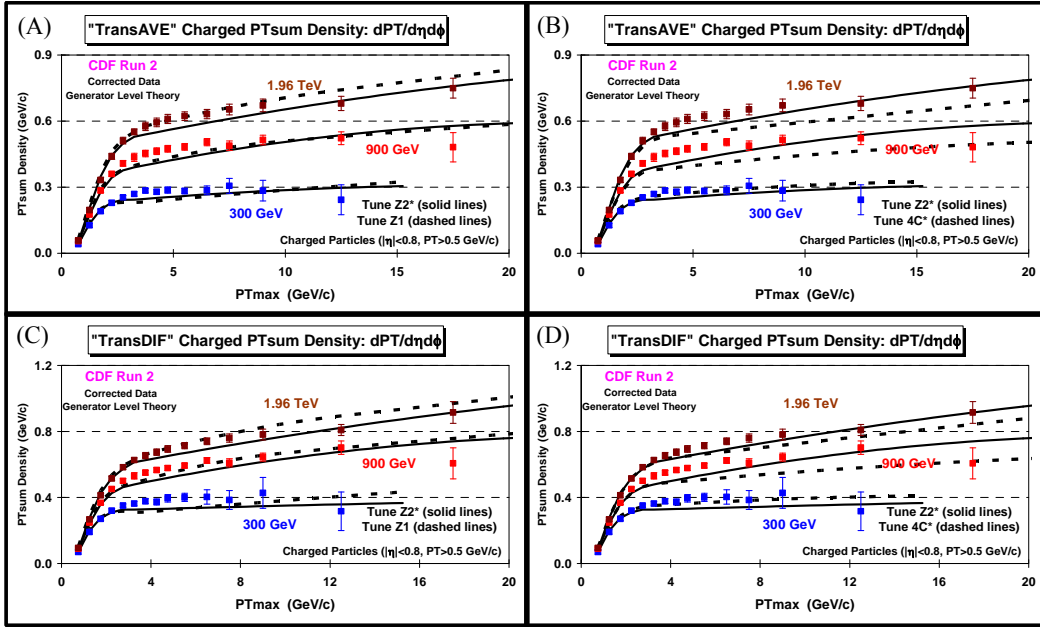 (A)
"TransAVE" Charged PTsum Density: dPT/dηdϕ
CDF Run 2
Corrected Data
Generator Level Theory
1.96 TeV
900 GeV
300 GeV
Tune Z2* (solid lines)
Tune Z1 (dashed lines)
Charged Particles (|η|<0.8, PT>0.5 GeV/c)
PTsum Density (GeV/c)
0.9
0.6
0.3
0.0
0 5 10 15 20
PTmax (GeV/c)
(B)
"TransAVE" Charged PTsum Density: dPT/dηdϕ
CDF Run 2
Corrected Data
Generator Level Theory
1.96 TeV
900 GeV
300 GeV
Tune Z2* (solid lines)
Tune 4C* (dashed lines)
Charged Particles (|η|<0.8, PT>0.5 GeV/c)
PTsum Density (GeV/c)
0.9
0.6
0.3
0.0
0 5 10 15 20
PTmax (GeV/c)
(C)
"TransDIF" Charged PTsum Density: dPT/dηdϕ
CDF Run 2
Corrected Data
Generator Level Theory
1.96 TeV
900 GeV
300 GeV
Tune Z2* (solid lines)
Tune Z1 (dashed lines)
Charged Particles (|η|<0.8, PT>0.5 GeV/c)
PTsum Density (GeV/c)
1.2
0.8
0.4
0.0
0 4 8 12 16 20
PTmax (GeV/c)
(D)
"TransDIF" Charged PTsum Density: dPT/dηdϕ
CDF Run 2
Corrected Data
Generator Level Theory
1.96 TeV
900 GeV
300 GeV
Tune Z2* (solid lines)
Tune 4C* (dashed lines)
Charged Particles (|η|<0.8, PT>0.5 GeV/c)
PTsum Density (GeV/c)
1.2
0.8
0.4
0.0
0 4 8 12 16 20
PTmax (GeV/c)